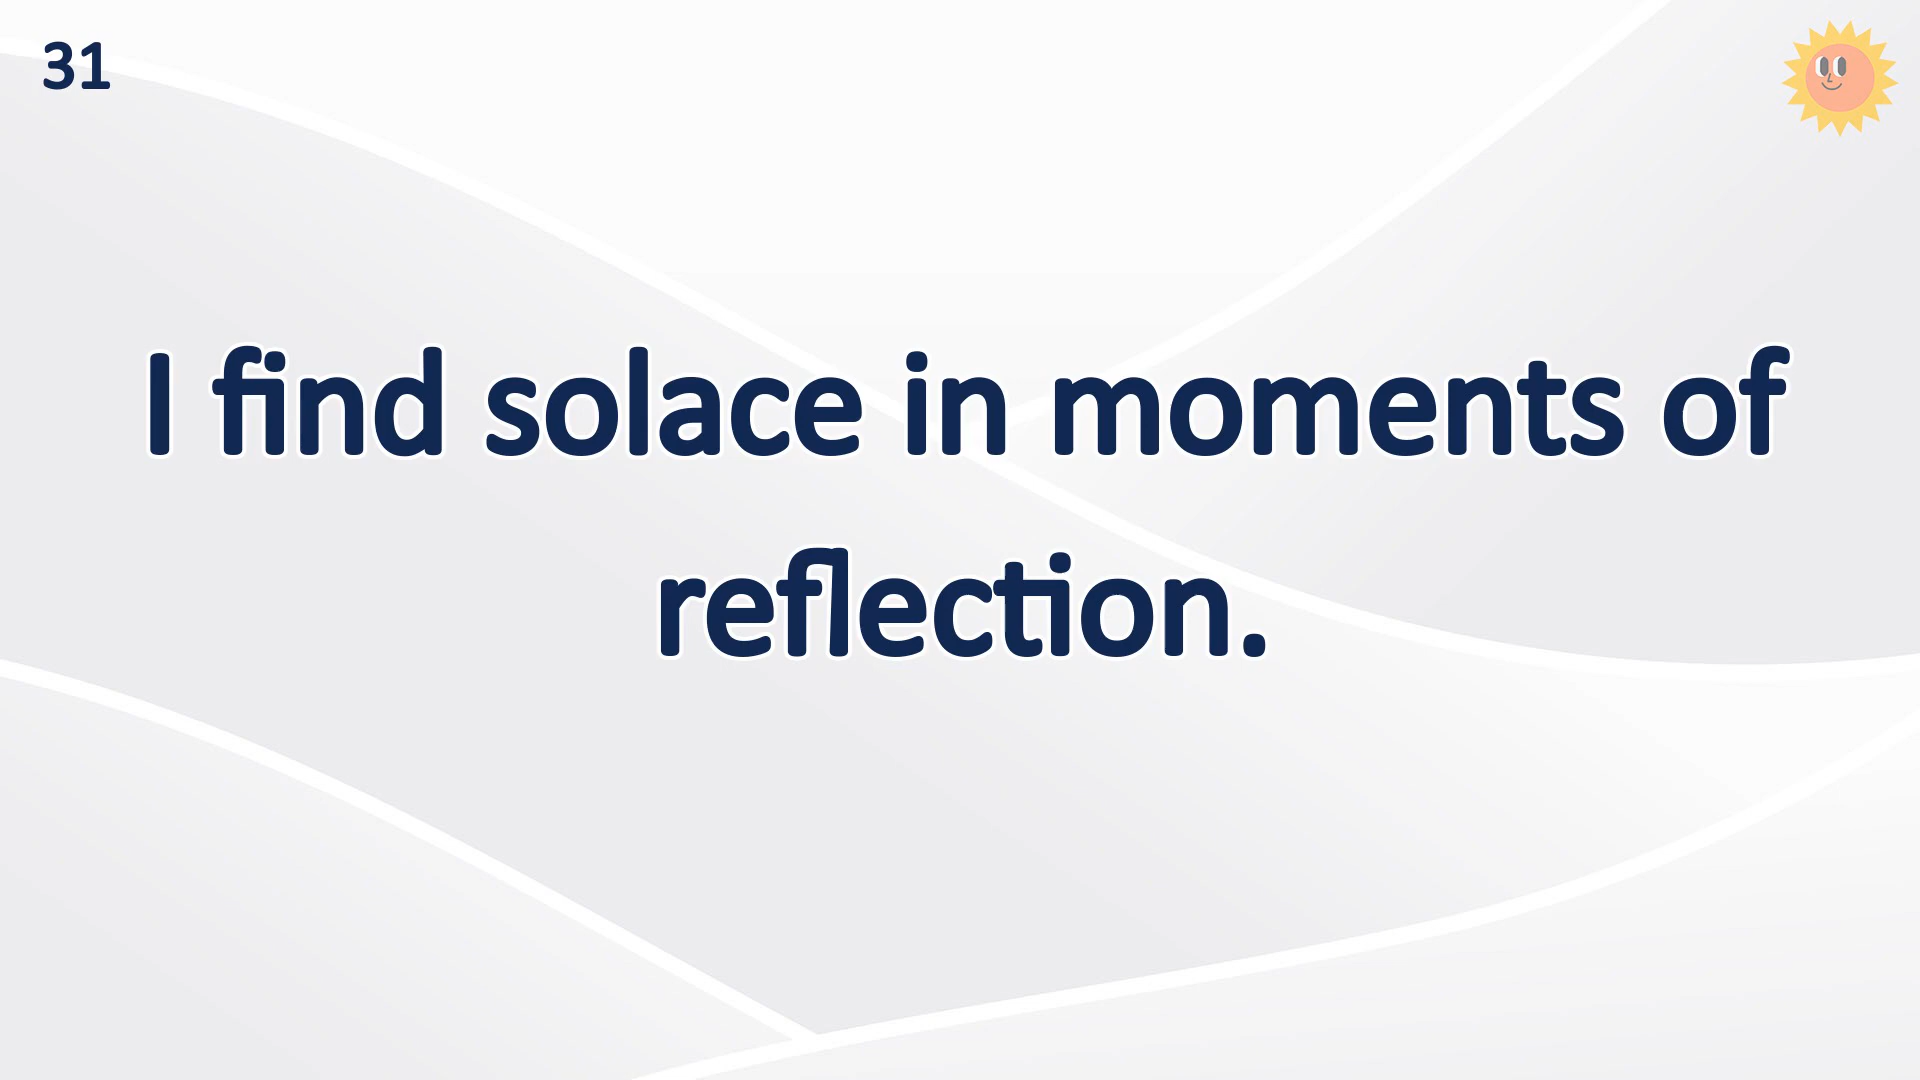 31
I find solace in moments of
reflection.